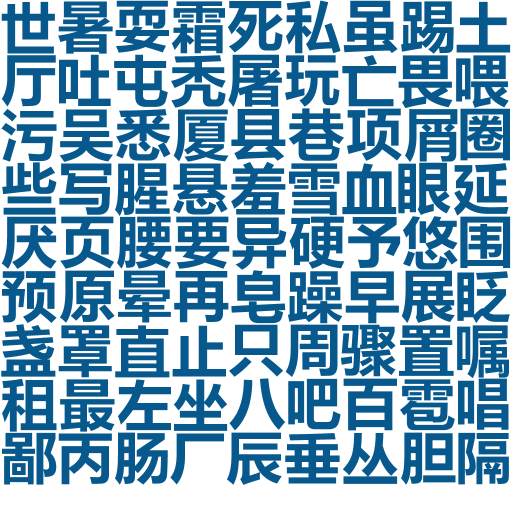 世暑耍霜死私虽踢土
厅吐屯秃屠玩亡畏喂
污吴悉厦县巷项屑圈
些写腥悬羞雪血眼延
厌页腰要异硬予悠围
预原晕再皂躁早展眨
盏罩直止只周骤置嘱
租最左坐八吧百雹唱
鄙丙肠厂辰垂丛胆隔